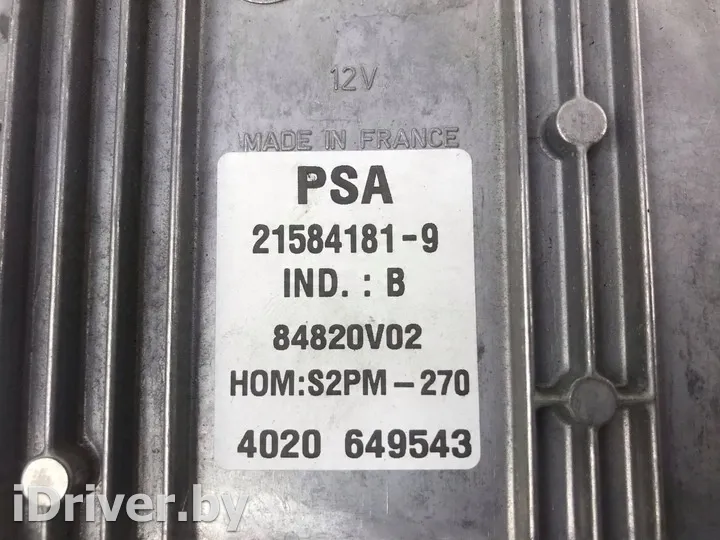 12V
MADE IN FRANCE
PSA
21584181-9
IND. : B
84820V02
HOM:S2PM-270
4020 649543
iDriver.by